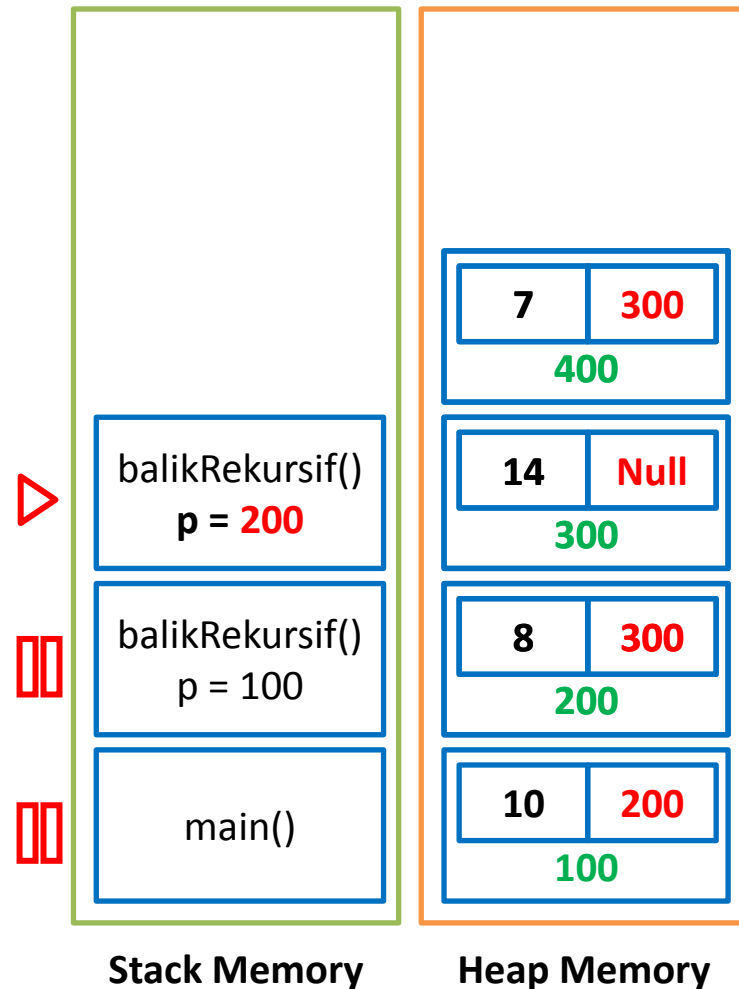 7 300
400
balikRekursif()
p = 200
14 Null
300
balikRekursif()
p = 100
8 300
200
main()
10 200
100
Stack Memory
Heap Memory